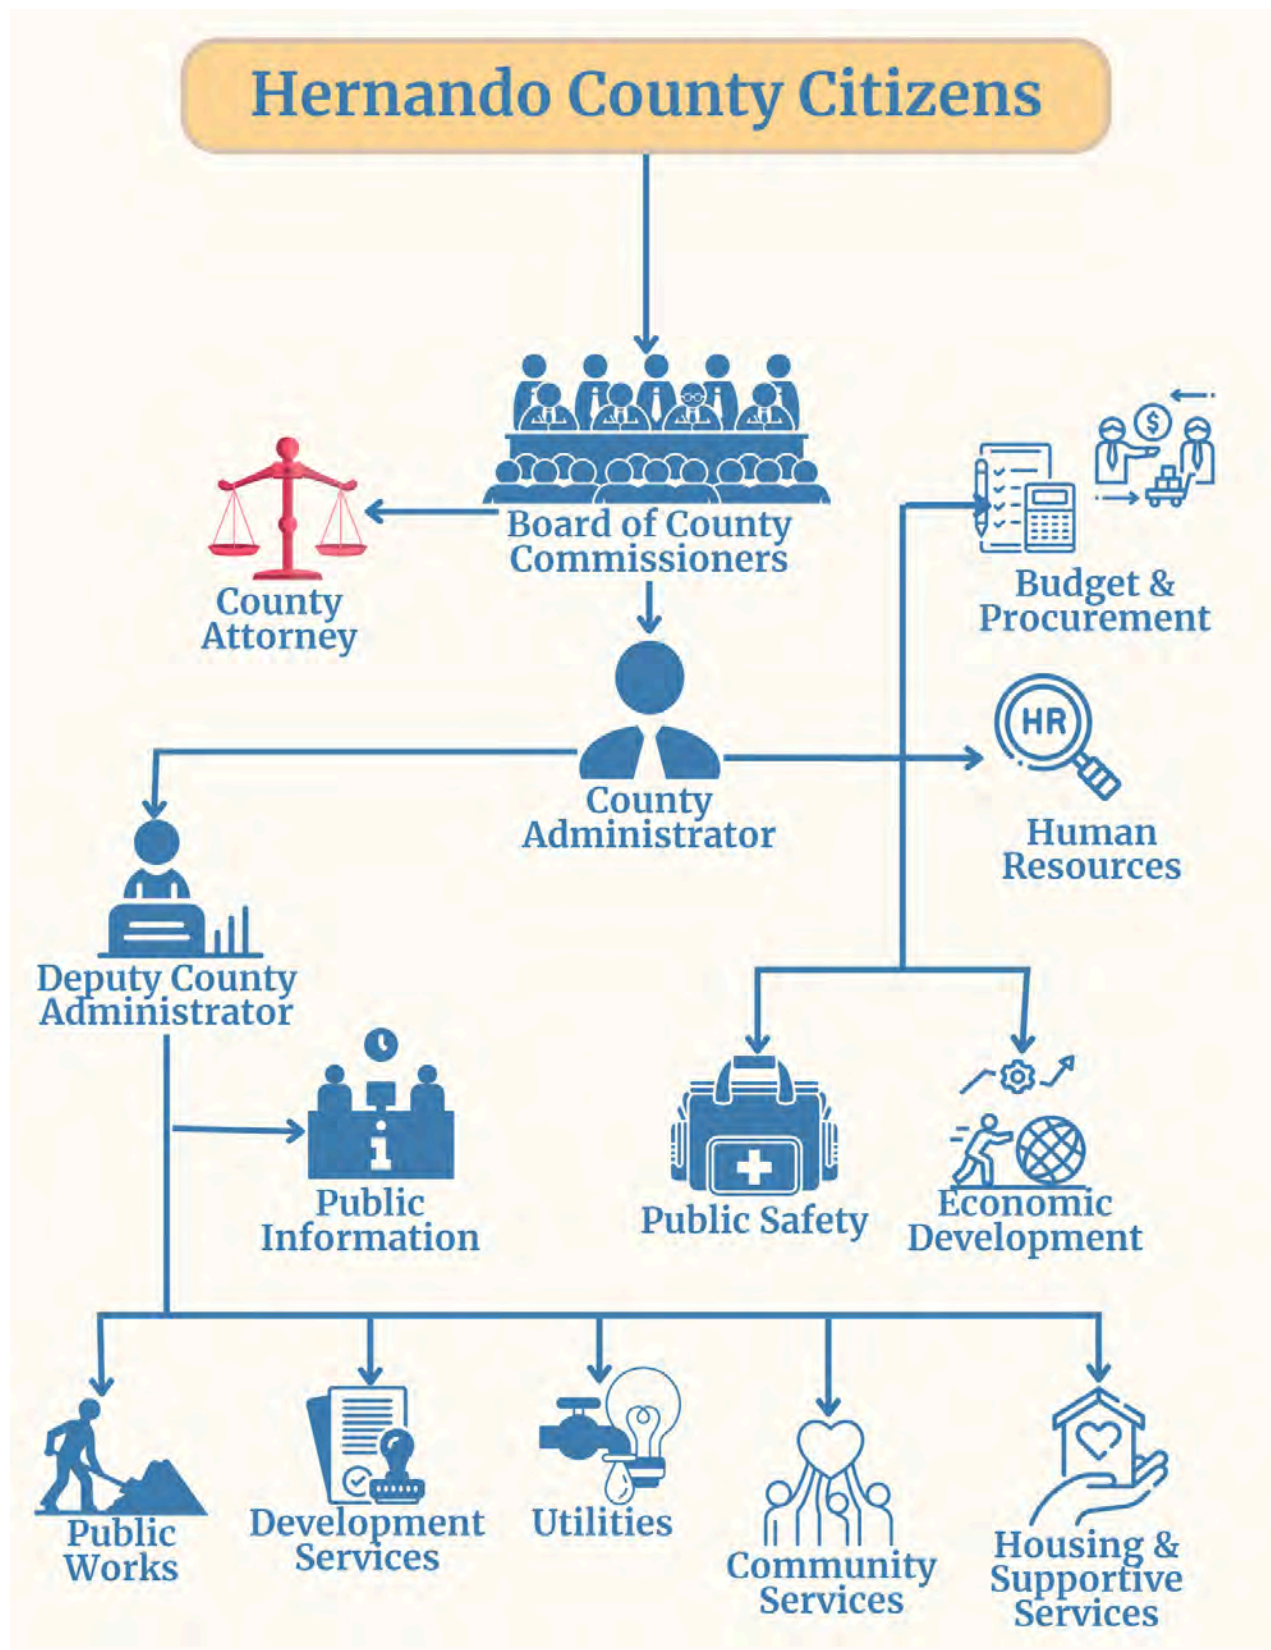 Hernando County Citizens
$
Board of County
Commissioners
County
Attorney
Budget &
Procurement
HR
County
Administrator
Human
Resources
Deputy County
Administrator
i
Public
Information
Public Safety
Economic
Development
Public
Works
Development
Services
Utilities
Community
Services
Housing &
Supportive
Services